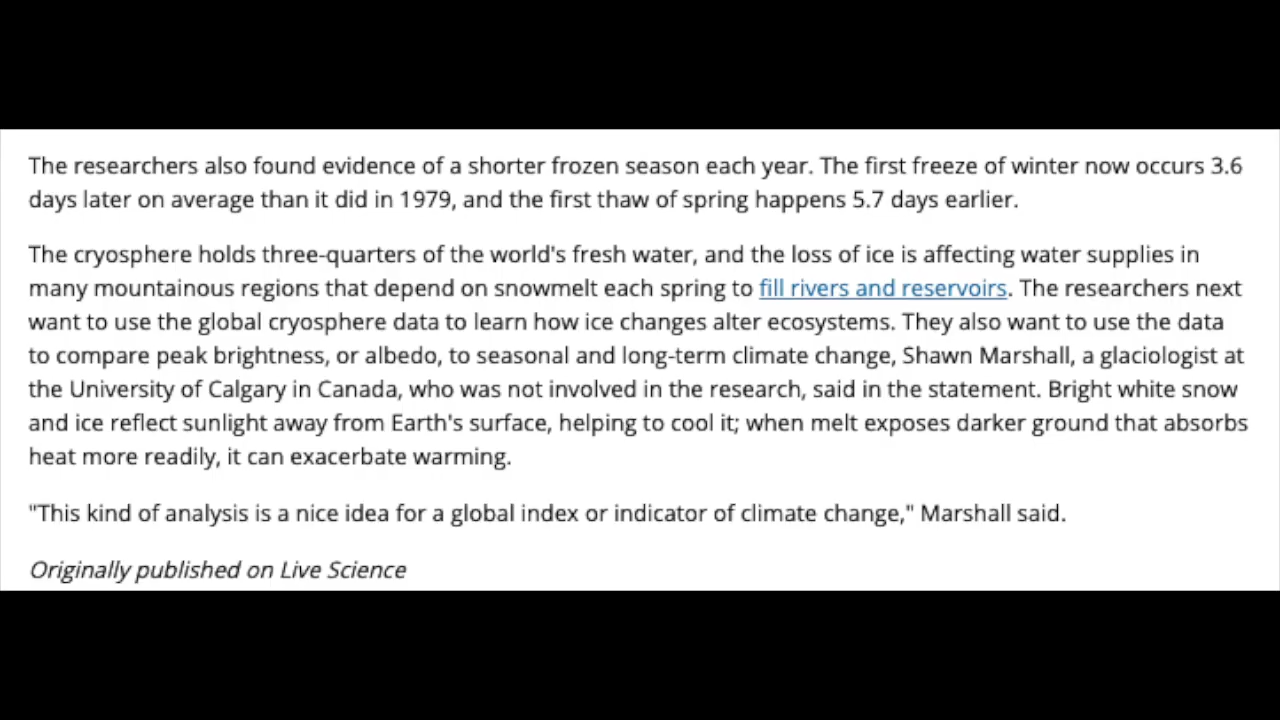 The researchers also found evidence of a shorter frozen season each year. The first freeze of winter now occurs 3.6
days later on average than it did in 1979, and the first thaw of spring happens 5.7 days earlier.
The cryosphere holds three-quarters of the world's fresh water, and the loss of ice is affecting water supplies in
many mountainous regions that depend on snowmelt each spring to fill rivers and reservoirs. The researchers next
want to use the global cryosphere data to learn how ice changes alter ecosystems. They also want to use the data
to compare peak brightness, or albedo, to seasonal and long-term climate change, Shawn Marshall, a glaciologist at
the University of Calgary in Canada, who was not involved in the research, said in the statement. Bright white snow
and ice reflect sunlight away from Earth's surface, helping to cool it; when melt exposes darker ground that absorbs
heat more readily, it can exacerbate warming.
"This kind of analysis is a nice idea for a global index or indicator of climate change," Marshall said.
Originally published on Live Science